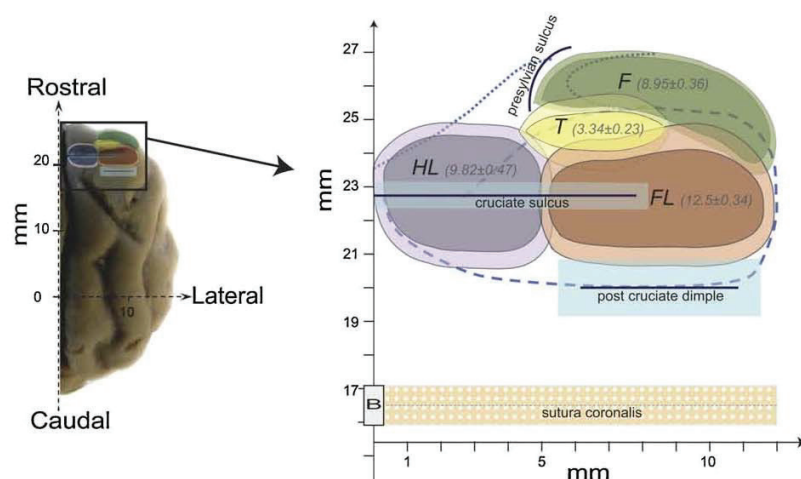 Rostral
20
10
0
mm
10
Lateral
Caudal
27
25
23
21
19
17
mm
presylvian sulcus
F (8.95±0.36)
T (3.34±0.23)
HL (9.82±0/47)
FL (12.5±0.34)
cruciate sulcus
post cruciate dimple
B
sutura coronalis
1
5
10
mm